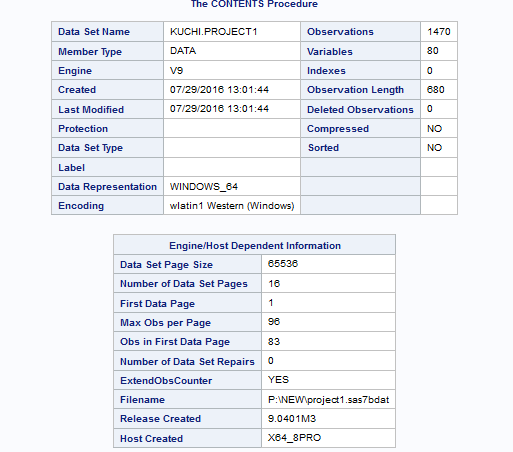 The CONTENTS Procedure
Data Set Name KUCHI.PROJECT1 Observations 1470
Member Type DATA Variables 80
Engine V9 Indexes 0
Created 07/29/2016 13:01:44 Observation Length 680
Last Modified 07/29/2016 13:01:44 Deleted Observations 0
Protection Compressed NO
Data Set Type Sorted NO
Label
Data Representation WINDOWS_64
Encoding wlatin1 Western (Windows)
Engine/Host Dependent Information
Data Set Page Size 65536
Number of Data Set Pages 16
First Data Page 1
Max Obs per Page 96
Obs in First Data Page 83
Number of Data Set Repairs 0
ExtendObsCounter YES
Filename P:\NEW\project1.sas7bdat
Release Created 9.0401M3
Host Created X64_8PRO